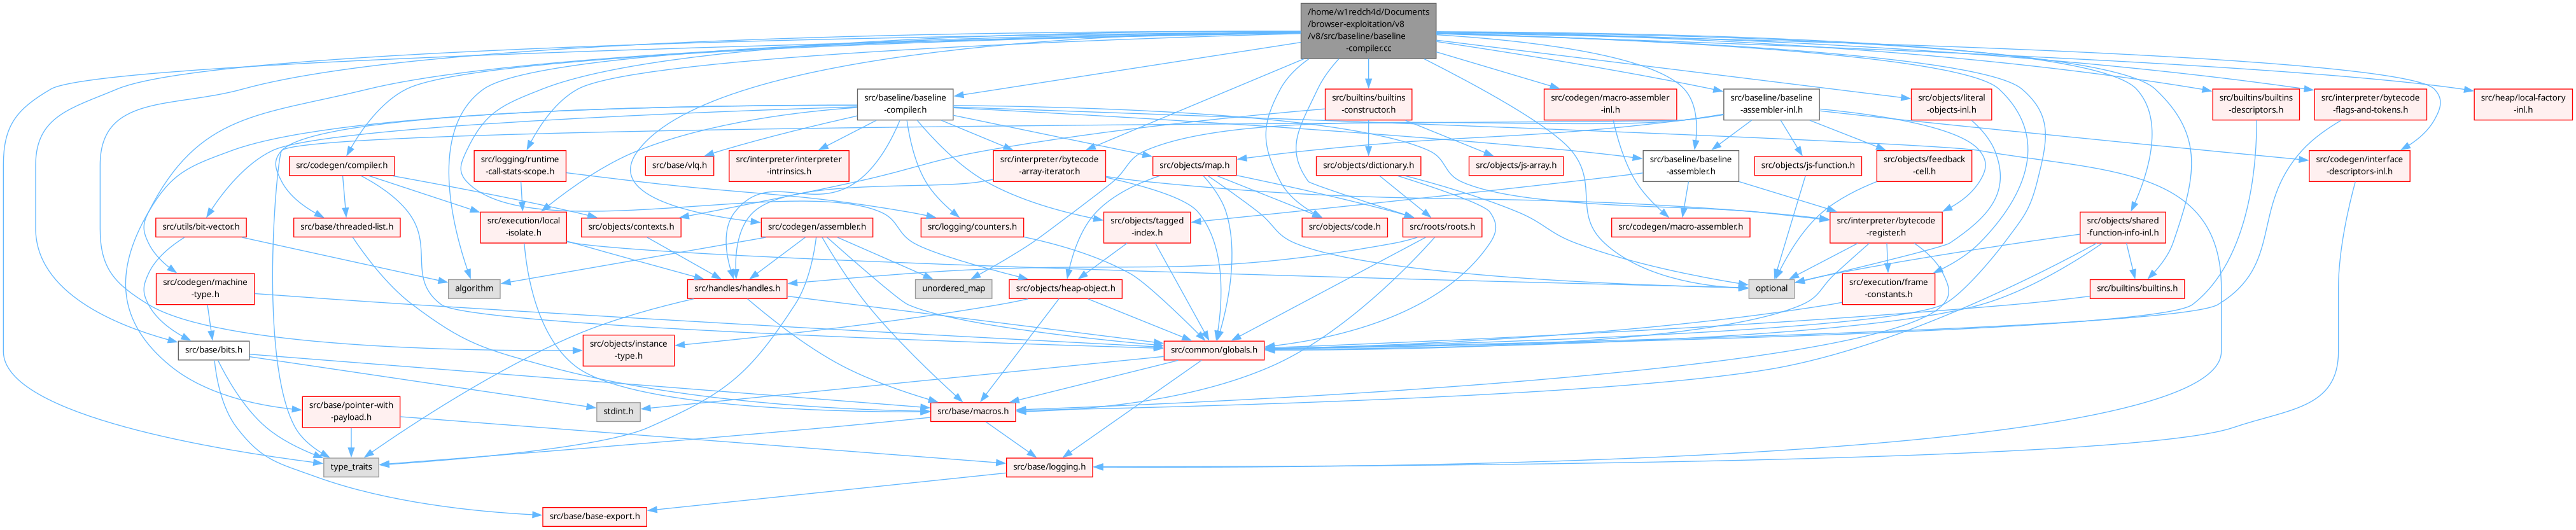 /home/w1redch4d/Documents
/browser-exploitation/v8
/v8/src/baseline/baseline
-compiler.cc
src/baseline/baseline
-compiler.h
src/builtins/builtins
-constructor.h
src/codegen/macro-assembler
-inl.h
src/baseline/baseline
-assembler-inl.h
src/objects/literal
-objects-inl.h
src/builtins/builtins
-descriptors.h
src/interpreter/bytecode
-flags-and-tokens.h
src/heap/local-factory
-inl.h
src/codegen/compiler.h
src/logging/runtime
-call-stats-scope.h
src/base/vlq.h
src/interpreter/interpreter
-intrinsics.h
src/interpreter/bytecode
-array-iterator.h
src/objects/map.h
src/objects/dictionary.h
src/objects/js-array.h
src/baseline/baseline
-assembler.h
src/objects/js-function.h
src/objects/feedback
-cell.h
src/codegen/interface
-descriptors-inl.h
src/utils/bit-vector.h
src/base/threaded-list.h
src/execution/local
-isolate.h
src/objects/contexts.h
src/codegen/assembler.h
src/logging/counters.h
src/objects/tagged
-index.h
src/objects/code.h
src/roots/roots.h
src/codegen/macro-assembler.h
src/interpreter/bytecode
-register.h
src/objects/shared
-function-info-inl.h
src/codegen/machine
-type.h
algorithm
src/handles/handles.h
unordered_map
src/objects/heap-object.h
optional
src/execution/frame
-constants.h
src/builtins/builtins.h
src/base/bits.h
src/objects/instance
-type.h
src/common/globals.h
src/base/pointer-with
-payload.h
stdint.h
src/base/macros.h
type_traits
src/base/logging.h
src/base/base-export.h